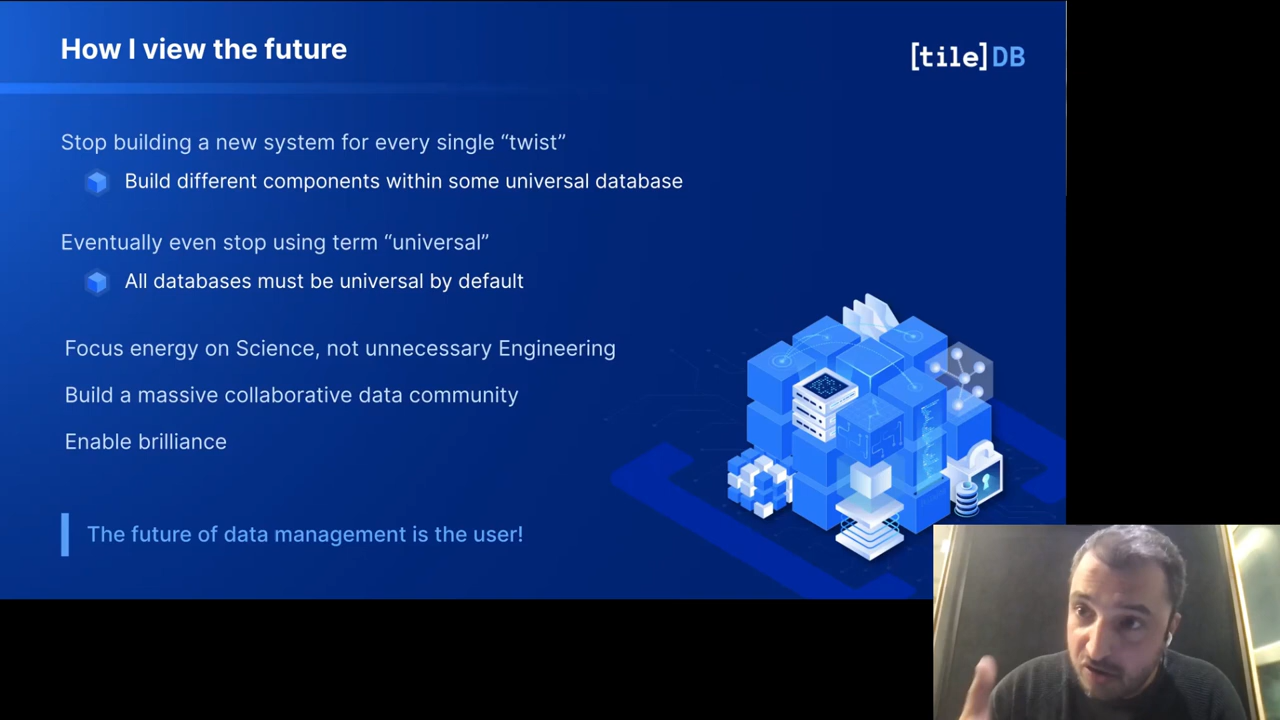 How I view the future
[tile]DB
Stop building a new system for every single “twist”
Build different components within some universal database
Eventually even stop using term “universal”
All databases must be universal by default
Focus energy on Science, not unnecessary Engineering
Build a massive collaborative data community
Enable brilliance
The future of data management is the user!